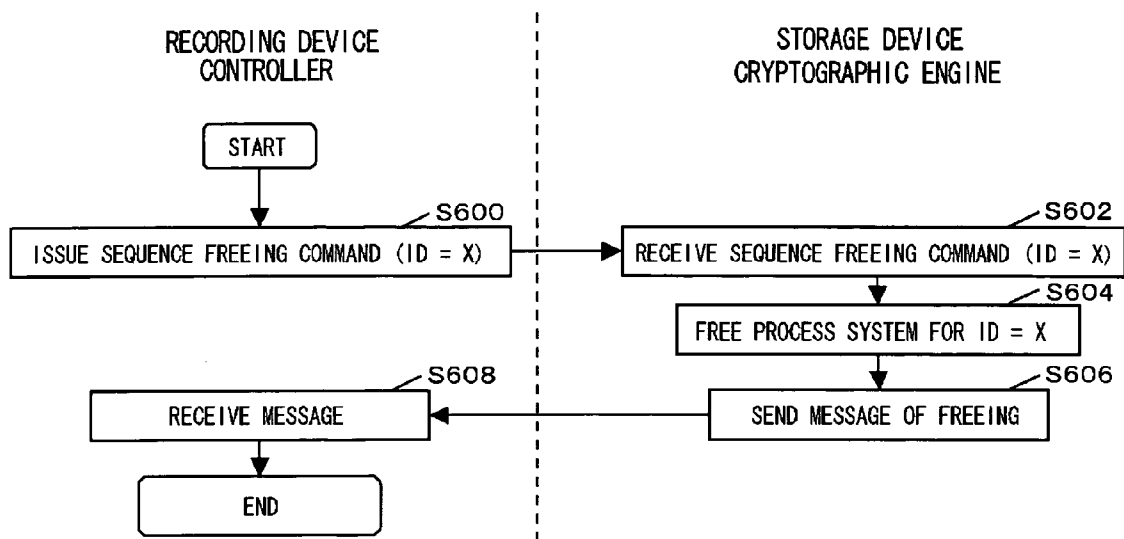 RECORDING DEVICE
CONTROLLER
STORAGE DEVICE
CRYPTOGRAPHIC ENGINE
START
S600
ISSUE SEQUENCE FREEING COMMAND (ID = X)
S602
RECEIVE SEQUENCE FREEING COMMAND (ID = X)
S604
FREE PROCESS SYSTEM FOR ID = X
S606
SEND MESSAGE OF FREEING
S608
RECEIVE MESSAGE
END